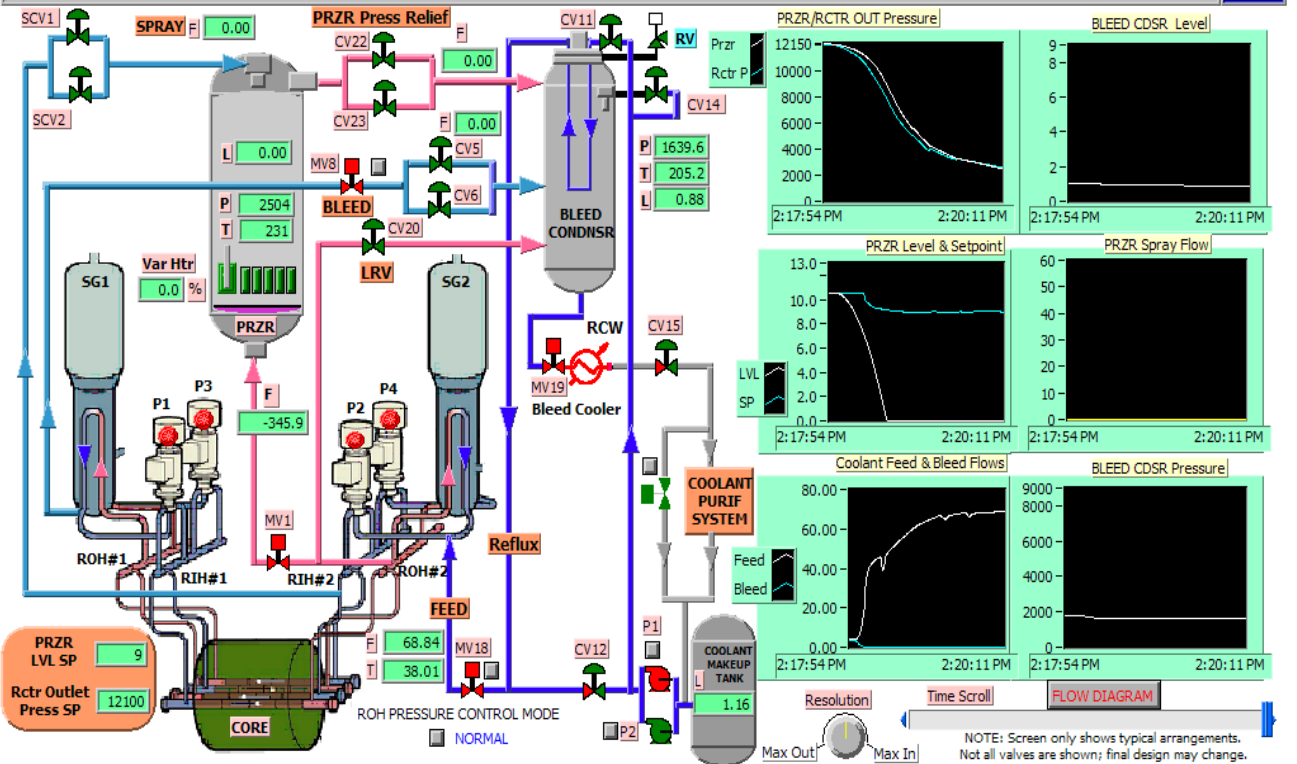 SCV1
SPRAY F 0.00
PRZR Press Relief
CV22
F
0.00
CV11
RV
SCV2
CV23
CV14
F 0.00
L 0.00
MV8
CV5
P 1639.6
T 205.2
L 0.88
CV6
BLEED
P 2504
T 231
BLEED
CONDNSR
CV20
LRV
Var Htr
0.0 %
SG1
SG2
PRZR
RCW
CV15
MV19
Bleed Cooler
P3
P1
F
-345.9
P4
P2
COOLANT
PURIF
SYSTEM
MV1
Reflux
ROH#1
RIH#1
RIH#2
ROH#2
FEED
PRZR
LVL SP 9
Rctr Outlet
Press SP 12100
F 68.84
T 38.01
MV18
CV12
P1
COOLANT
MAKEUP
TANK
L
1.16
CORE
ROH PRESSURE CONTROL MODE
NORMAL
P2
PRZR/RCTR OUT Pressure
Przr
Rctr P
12150
10000
8000
6000
4000
2000
0
2:17:54 PM 2:20:11 PM
BLEED CDSR Level
9
8
6
4
2
0
2:17:54 PM 2:20:11 PM
PRZR Level & Setpoint
13.0
10.0
8.0
6.0
4.0
2.0
0.0
LVL
SP
2:17:54 PM 2:20:11 PM
PRZR Spray Flow
60
50
40
30
20
10
0
2:17:54 PM 2:20:11 PM
Coolant Feed & Bleed Flows
80.00
60.00
40.00
20.00
0.00
Feed
Bleed
2:17:54 PM 2:20:11 PM
BLEED CDSR Pressure
9000
8000
6000
4000
2000
0
2:17:54 PM 2:20:11 PM
Resolution
Max Out
Max In
Time Scroll
FLOW DIAGRAM
NOTE: Screen only shows typical arrangements.
Not all valves are shown; final design may change.